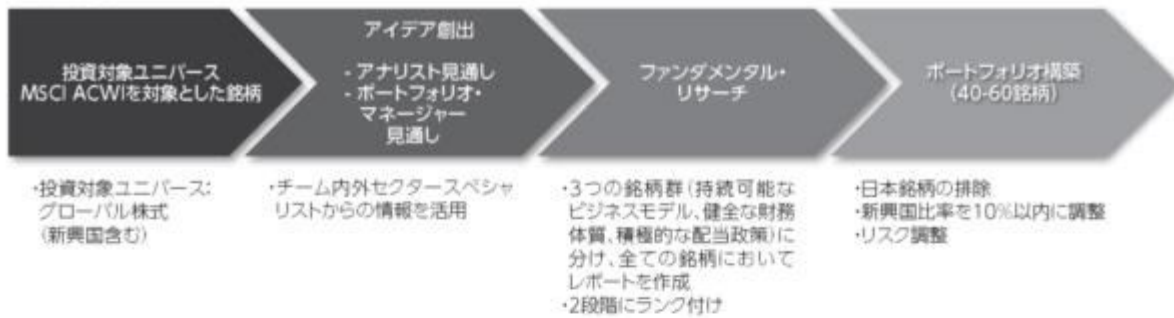 投資対象ユニバース
MSCI ACWIを対象とした銘柄
アイデア創出
- アナリスト見通し
- ポートフォリオ・
マネージャー
見通し
ファンダメンタル・
リサーチ
ポートフォリオ構築
(40-60銘柄)
・投資対象ユニバース:
グローバル株式
(新興国含む)
・チーム内外セクタースペシャ
リストからの情報を活用
・3つの銘柄群(持続可能な
ビジネスモデル、健全な財務
体質、積極的な配当政策)に
分け、全ての銘柄において
レポートを作成
・2段階にランク付け
・日本銘柄の排除
・新興国比率を10%以内に調整
・リスク調整